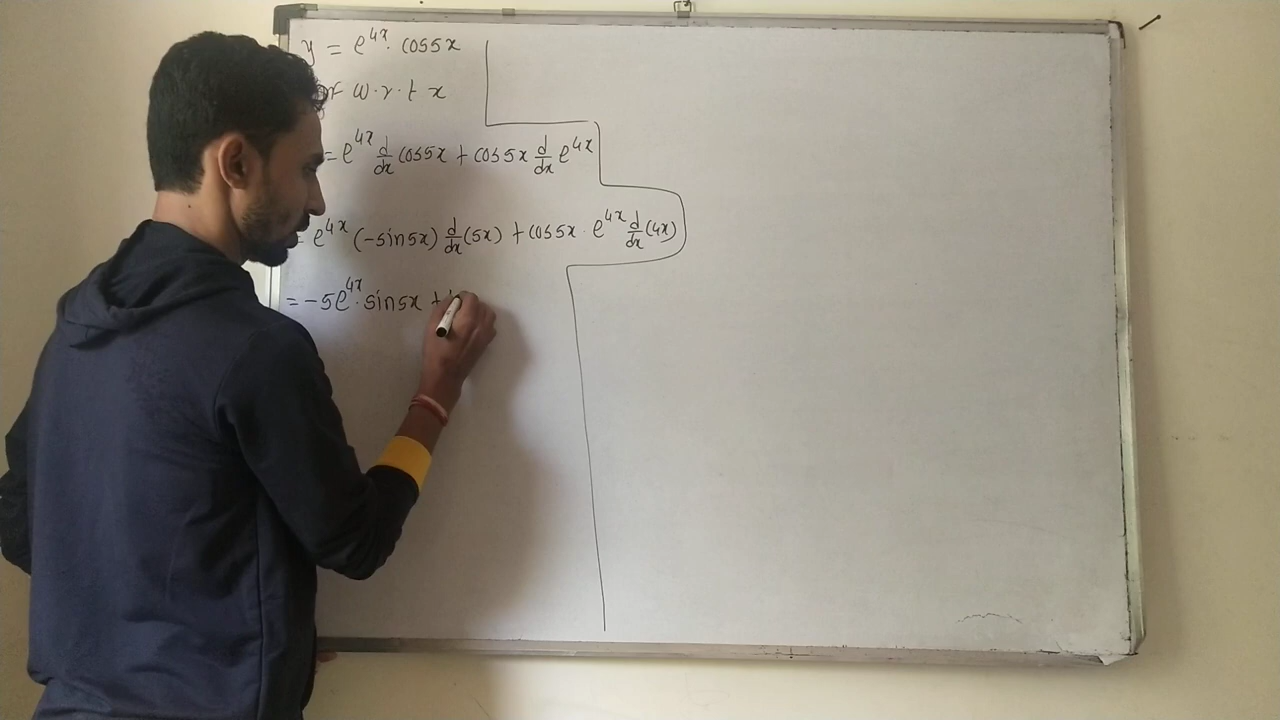 y = e^{4x} · cos5x
w.r.t x
= e^{4x} d/dx cos5x + cos5x d/dx e^{4x}
= e^{4x} (-sin5x) d/dx (5x) + cos5x · e^{4x} d/dx (4x)
= -5e^{4x} · sin5x +